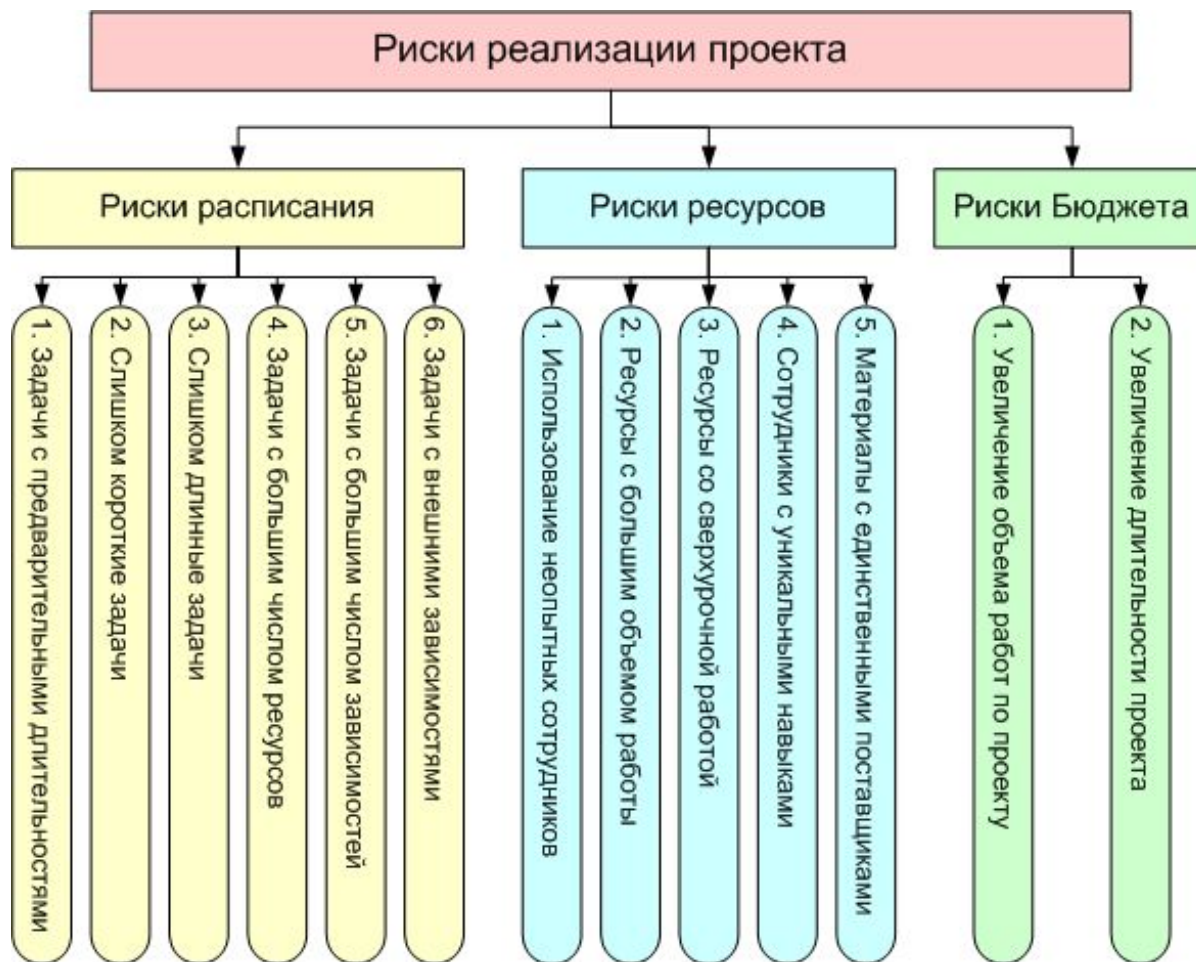 Риски реализации проекта
Риски расписания
Риски ресурсов
Риски Бюджета
1. Задачи с предварительными длительностями
2. Слишком короткие задачи
3. Слишком длинные задачи
4. Задачи с большим числом ресурсов
5. Задачи с большим числом зависимостей
6. Задачи с внешними зависимостями
1. Использование неопытных сотрудников
2. Ресурсы с большим объемом работы
3. Ресурсы со сверхурочной работой
4. Сотрудники с уникальными навыками
5. Материалы с единственными поставщиками
1. Увеличение объема работ по проекту
2. Увеличение длительности проекта